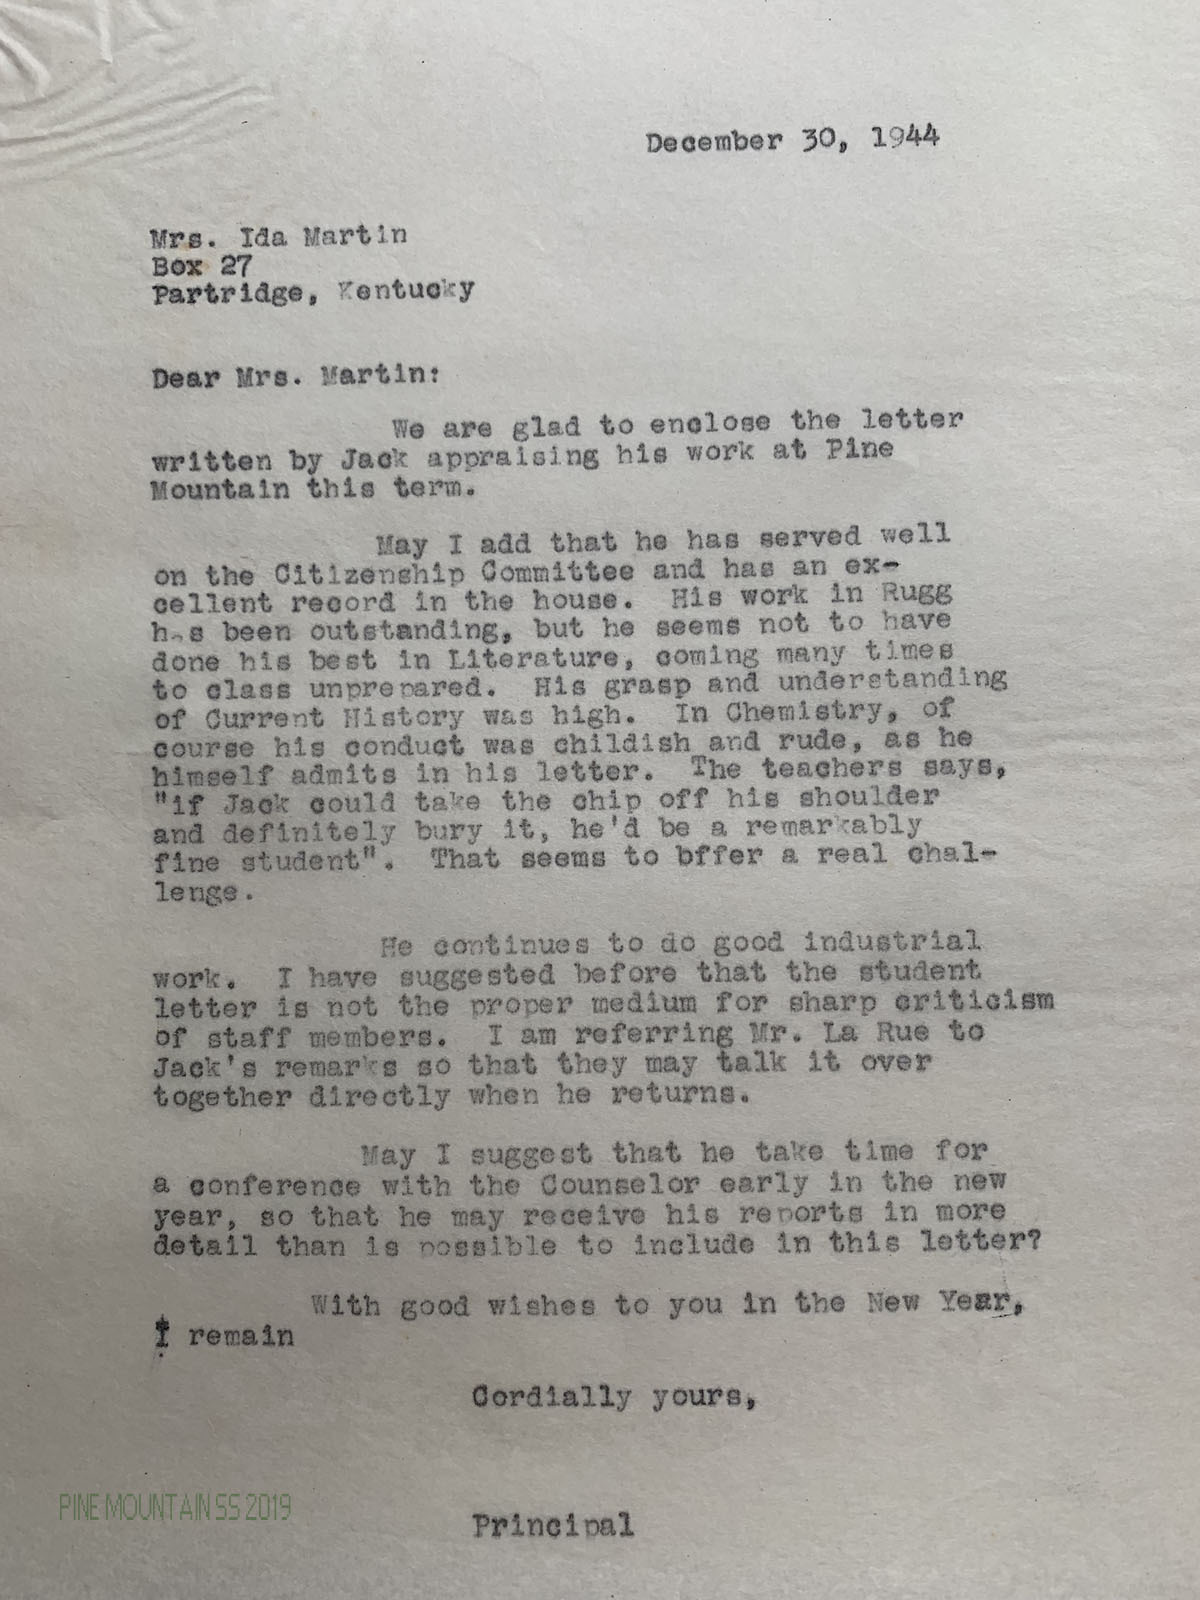 December 30, 1944
Mrs. Ida Martin
Box 27
Partridge, Kentucky
Dear Mrs. Martin:
We are glad to enclose the letter
written by Jack appraising his work at Pine
Mountain this term.
May I add that he has served well
on the Citizenship Committee and has an ex-
cellent record in the house. His work in Rugg
has been outstanding, but he seems not to have
done his best in Literature, coming many times
to class unprepared. His grasp and understanding
of Current History was high. In Chemistry, of
course his conduct was childish and rude, as he
himself admits in his letter. The teachers says,
"if Jack could take the chip off his shoulder
and definitely bury it, he'd be a remarkably
fine student". That seems to bffer a real chal-
lenge.
He continues to do good industrial
work. I have suggested before that the student
letter is not the proper medium for sharp criticism
of staff members. I am referring Mr. La Rue to
Jack's remarks so that they may talk it over
together directly when he returns.
May I suggest that he take time for
a conference with the Counselor early in the new
year, so that he may receive his reports in more
detail than is possible to include in this letter?
With good wishes to you in the New Year,
I remain
Cordially yours,
Principal
PINE MOUNTAIN SS 2019